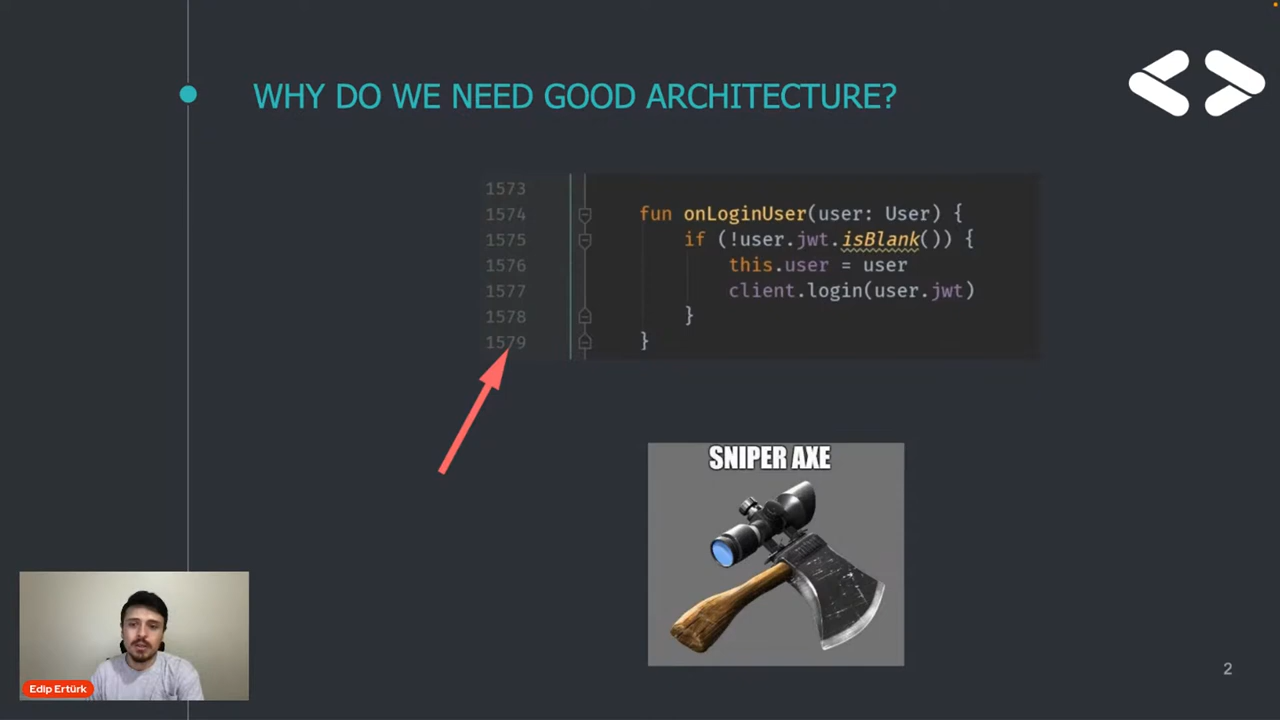 WHY DO WE NEED GOOD ARCHITECTURE?
1573
1574 fun onLoginUser(user: User) {
1575 if (!user.jwt.isBlank()) {
1576 this.user = user
1577 client.login(user.jwt)
1578 }
1579 }
SNIPER AXE
Edip Ertürk
2